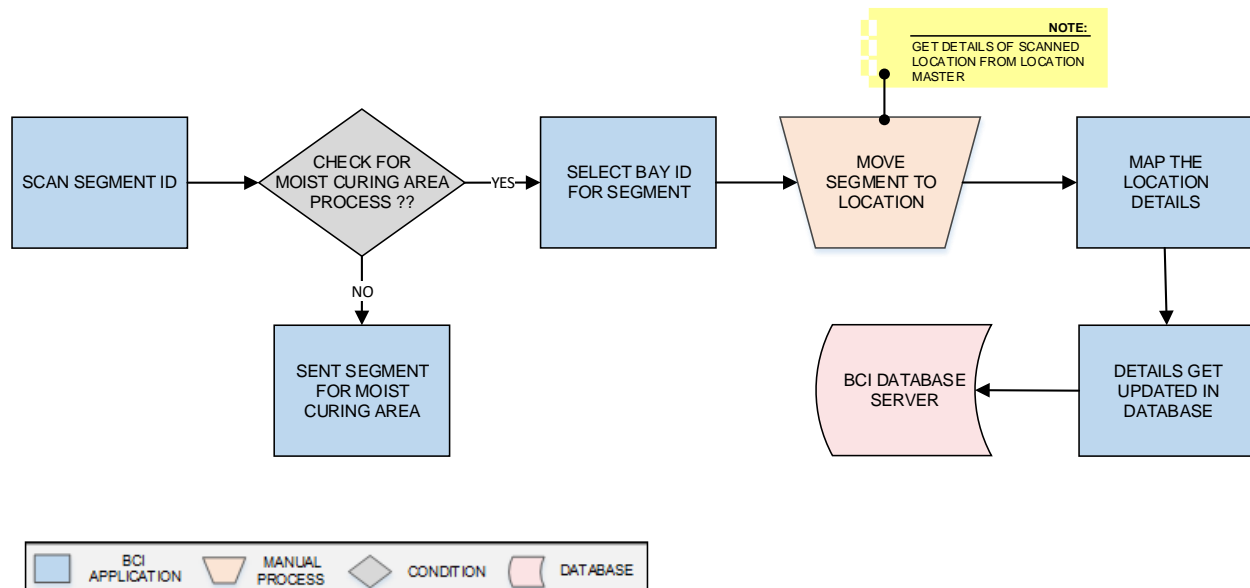 NOTE:
GET DETAILS OF SCANNED
LOCATION FROM LOCATION
MASTER
SCAN SEGMENT ID
CHECK FOR
MOIST CURING AREA
PROCESS ??
YES
SELECT BAY ID
FOR SEGMENT
MOVE
SEGMENT TO
LOCATION
MAP THE
LOCATION
DETAILS
NO
SENT SEGMENT
FOR MOIST
CURING AREA
BCI DATABASE
SERVER
DETAILS GET
UPDATED IN
DATABASE
BCI
APPLICATION
MANUAL
PROCESS
CONDITION
DATABASE